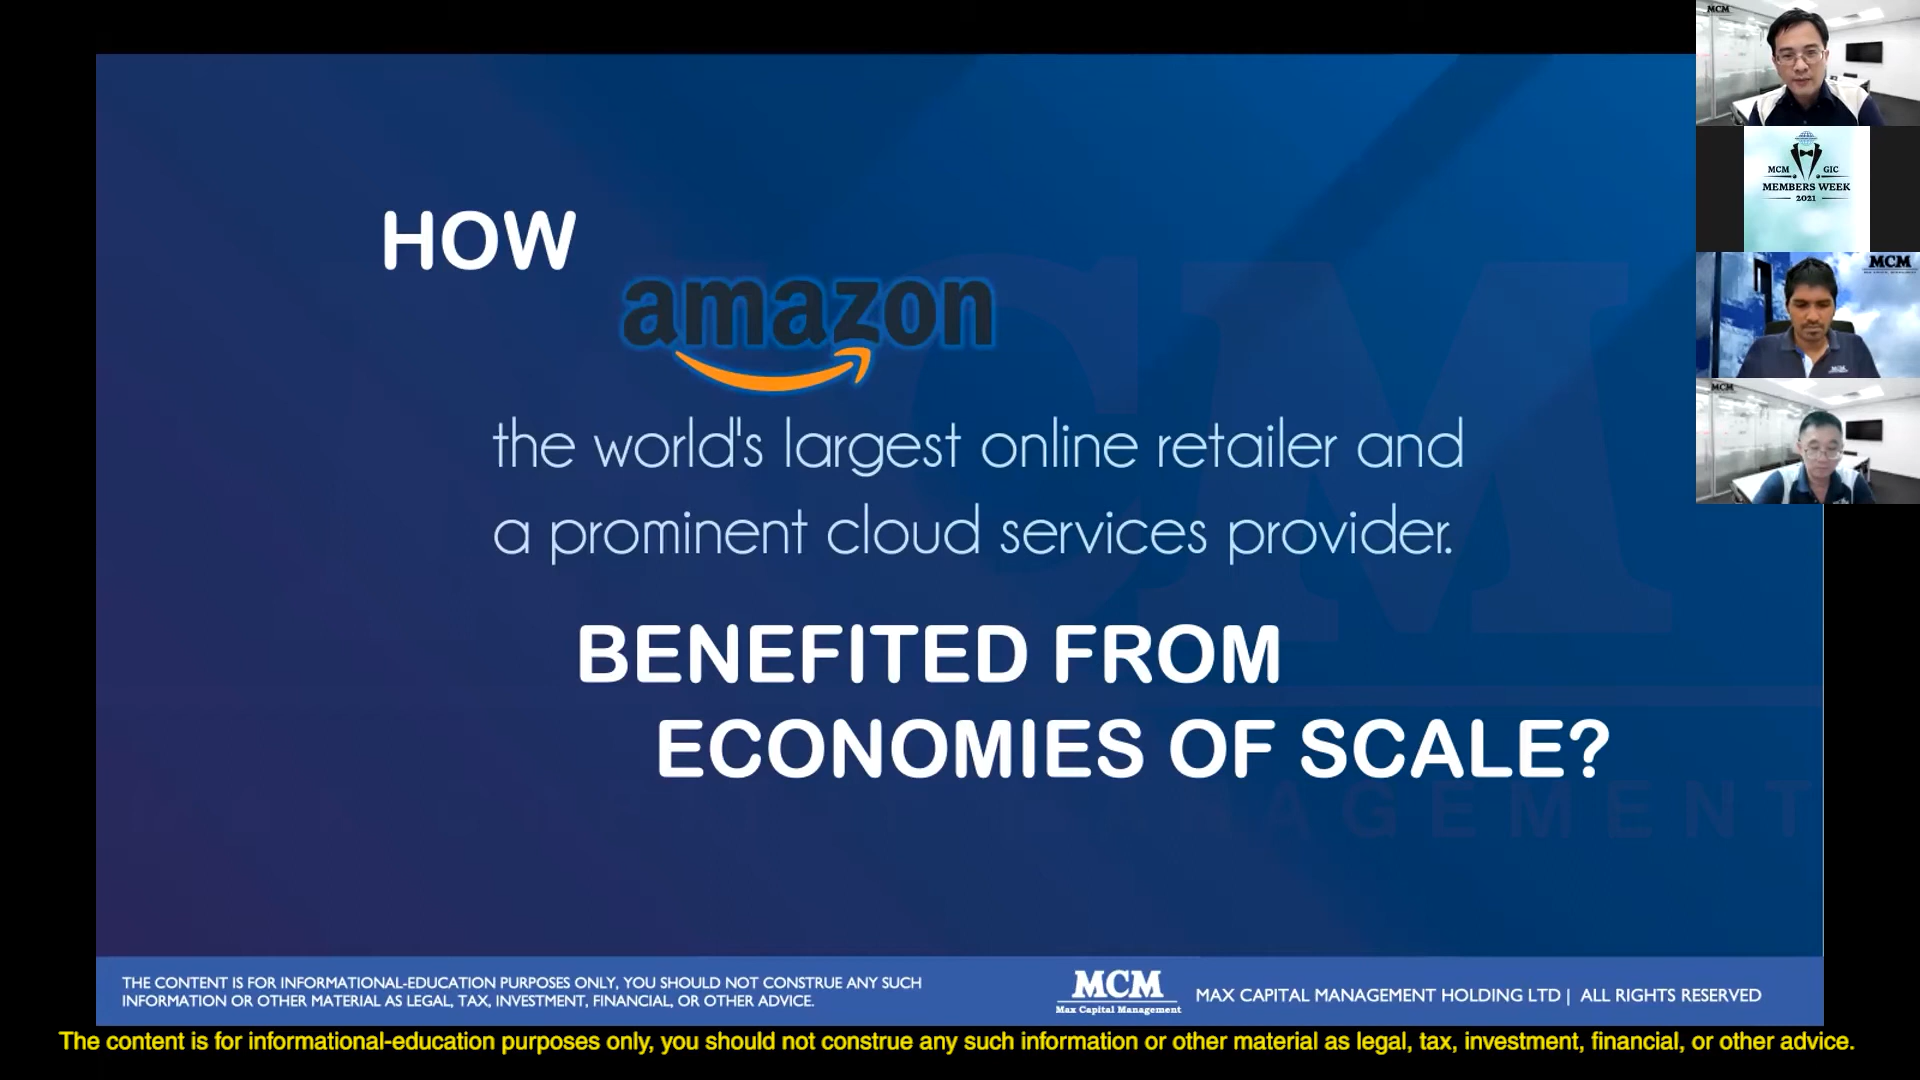 HOW
amazon
the world's largest online retailer and
a prominent cloud services provider.
BENEFITED FROM
ECONOMIES OF SCALE?
THE CONTENT IS FOR INFORMATIONAL-EDUCATION PURPOSES ONLY, YOU SHOULD NOT CONSTRUE ANY SUCH
INFORMATION OR OTHER MATERIAL AS LEGAL, TAX, INVESTMENT, FINANCIAL, OR OTHER ADVICE.
MCM
Max Capital Management
MAX CAPITAL MANAGEMENT HOLDING LTD | ALL RIGHTS RESERVED
The content is for informational-education purposes only, you should not construe any such information or other material as legal, tax, investment, financial, or other advice.
MCM
MCM GIC
MEMBERS WEEK
2021
MCM
MCM
MCM